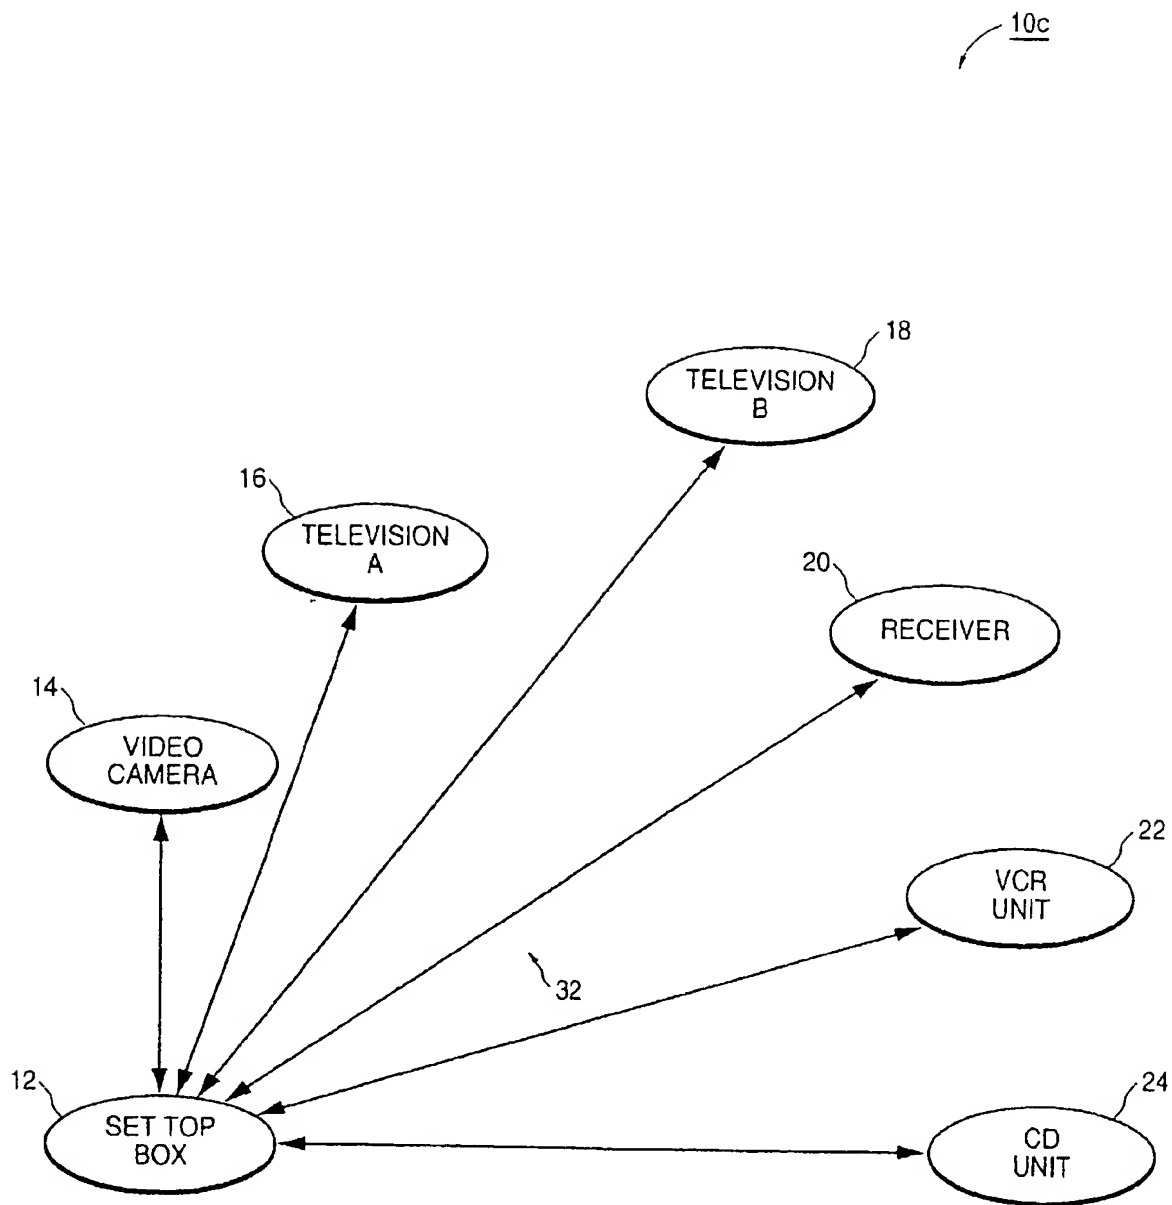 10c
18
TELEVISION
B
16
TELEVISION
A
20
RECEIVER
14
VIDEO
CAMERA
22
VCR
UNIT
32
12
SET TOP
BOX
24
CD
UNIT